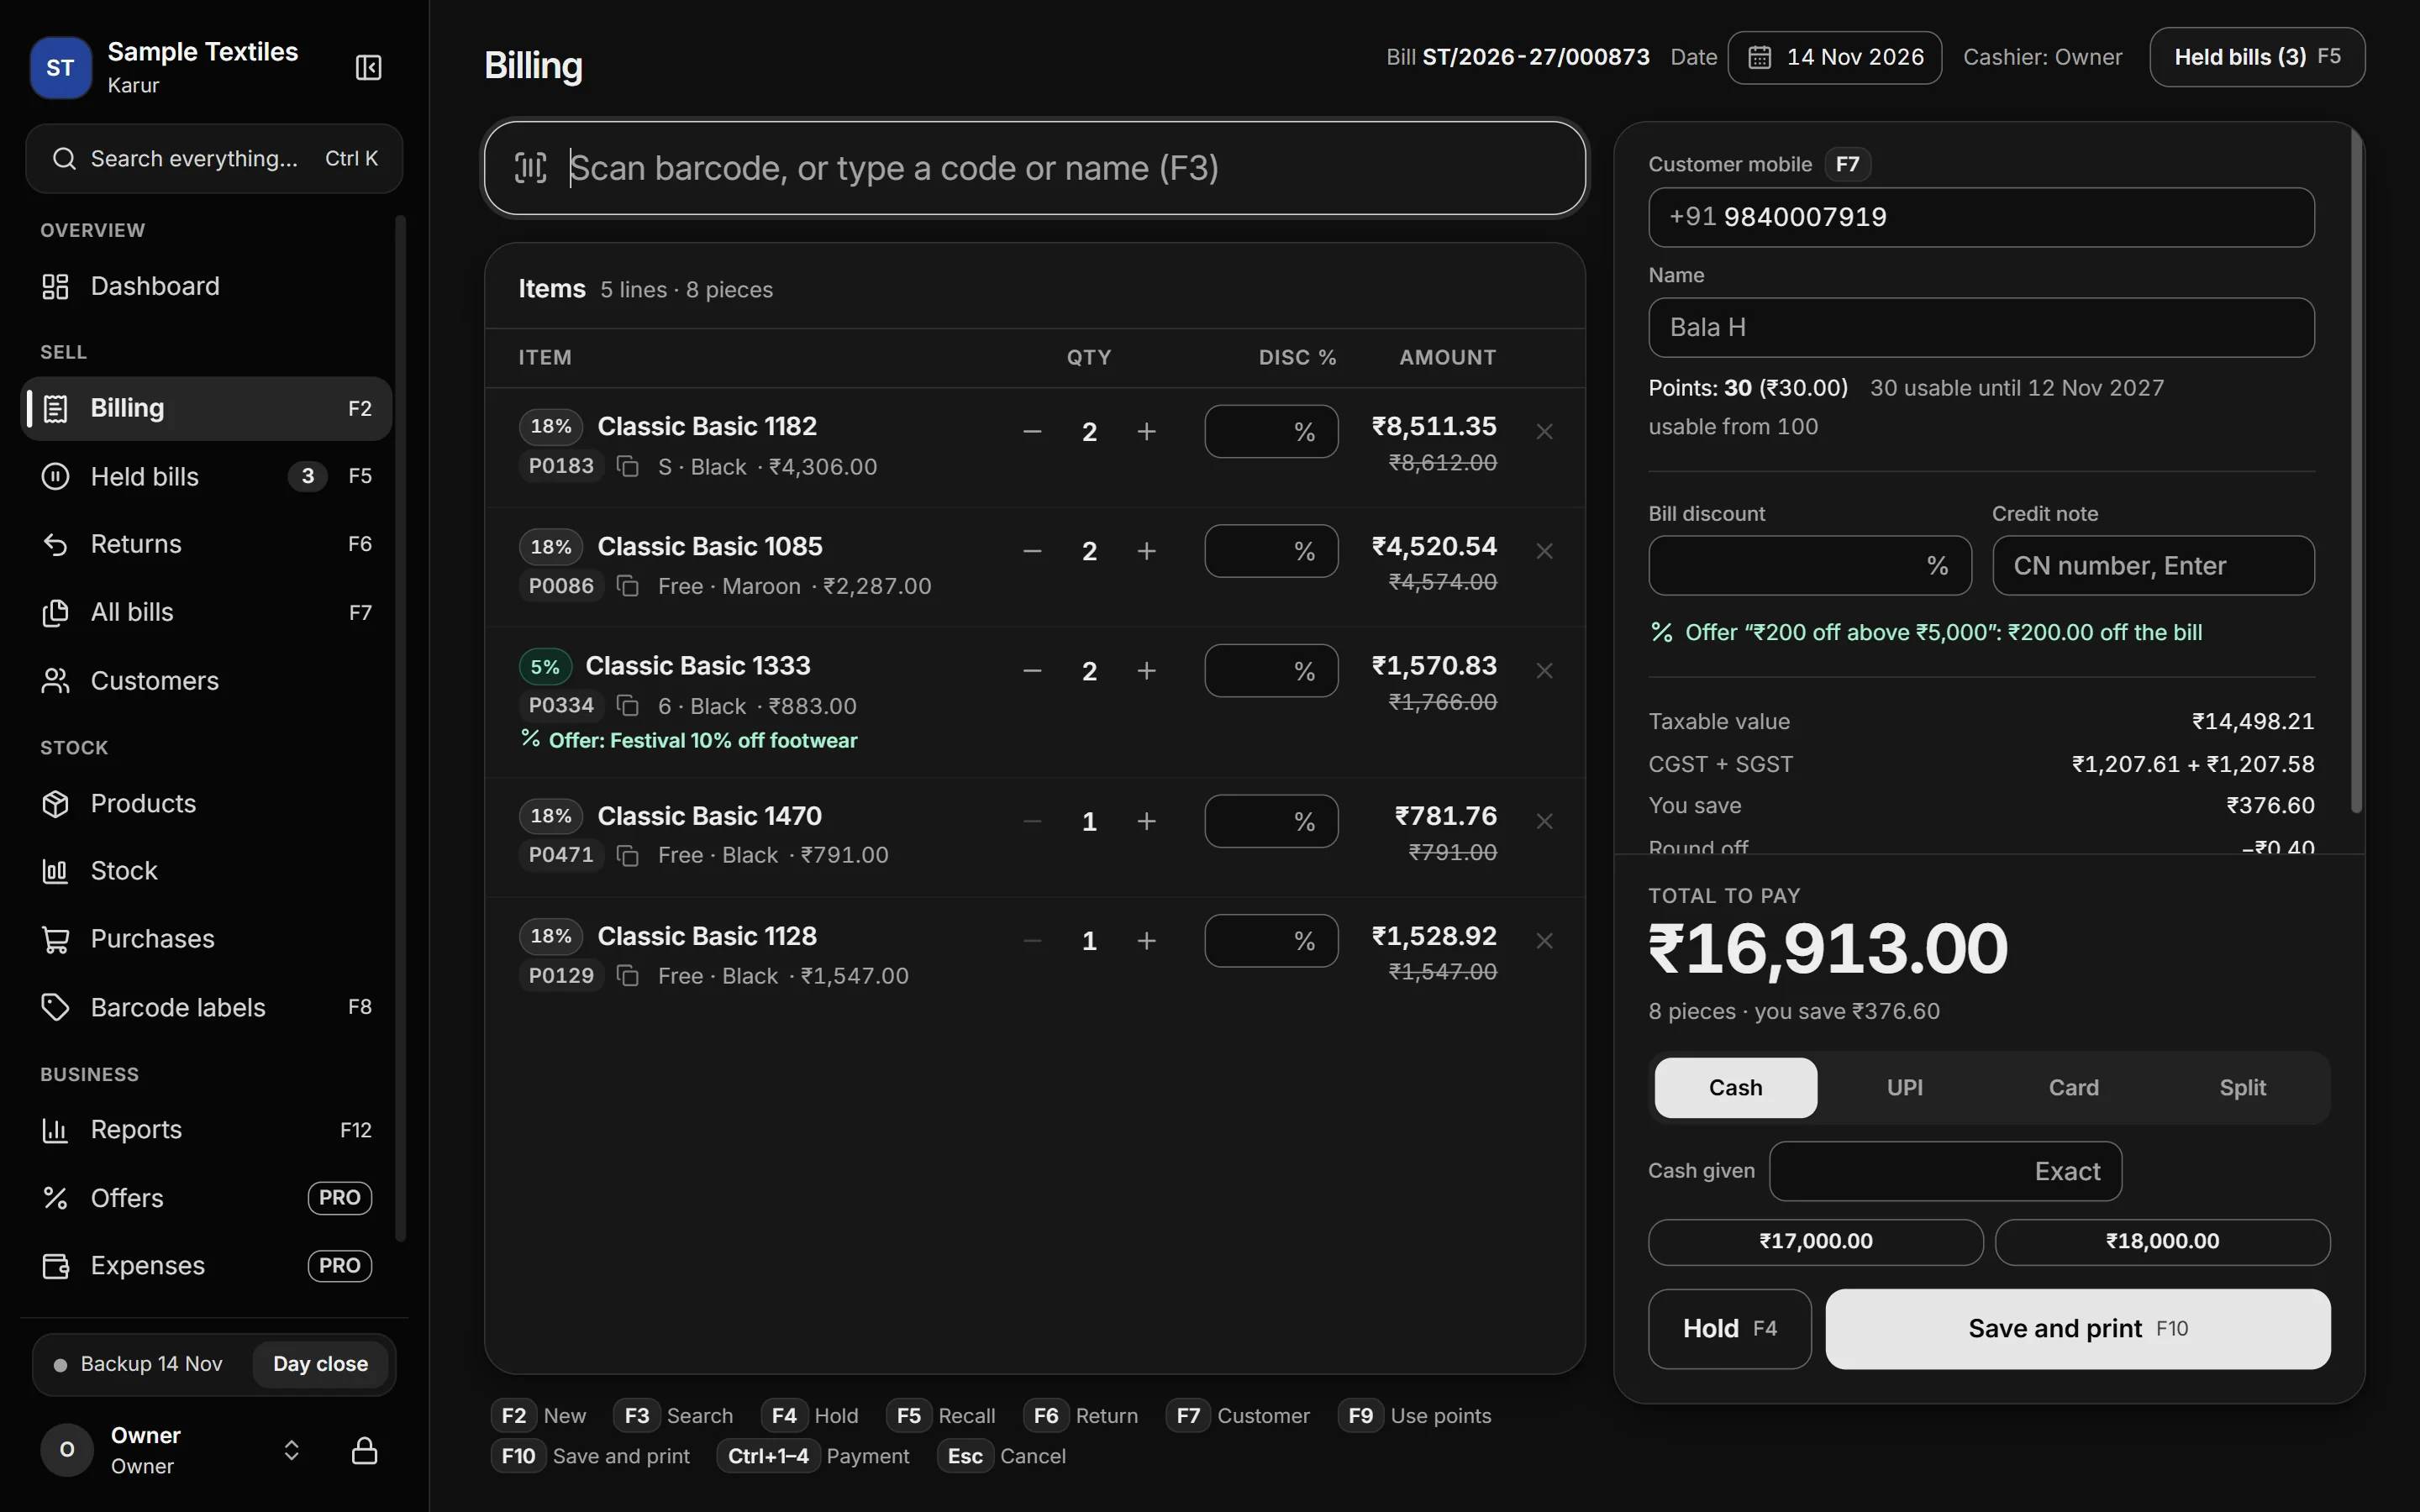 ST
Sample Textiles
Karur
Search everything... Ctrl K
OVERVIEW
Dashboard
SELL
Billing F2
Held bills 3 F5
Returns F6
All bills F7
Customers
STOCK
Products
Stock
Purchases
Barcode labels F8
BUSINESS
Reports F12
Offers PRO
Expenses PRO
Backup 14 Nov Day close
O
Owner
Owner
Billing
Bill ST/2026-27/000873 Date 14 Nov 2026 Cashier: Owner Held bills (3) F5
Scan barcode, or type a code or name (F3)
Items 5 lines · 8 pieces
ITEM QTY DISC % AMOUNT
18% Classic Basic 1182 − 2 + % ₹8,511.35 ×
P0183 S · Black · ₹4,306.00 ₹8,612.00
18% Classic Basic 1085 − 2 + % ₹4,520.54 ×
P0086 Free · Maroon · ₹2,287.00 ₹4,574.00
5% Classic Basic 1333 − 2 + % ₹1,570.83 ×
P0334 6 · Black · ₹883.00 ₹1,766.00
Offer: Festival 10% off footwear
18% Classic Basic 1470 − 1 + % ₹781.76 ×
P0471 Free · Black · ₹791.00 ₹791.00
18% Classic Basic 1128 − 1 + % ₹1,528.92 ×
P0129 Free · Black · ₹1,547.00 ₹1,547.00
F2 New F3 Search F4 Hold F5 Recall F6 Return F7 Customer F9 Use points
F10 Save and print Ctrl+1–4 Payment Esc Cancel
Customer mobile F7
+91 9840007919
Name
Bala H
Points: 30 (₹30.00) 30 usable until 12 Nov 2027
usable from 100
Bill discount Credit note
% CN number, Enter
Offer “₹200 off above ₹5,000”: ₹200.00 off the bill
Taxable value ₹14,498.21
CGST + SGST ₹1,207.61 + ₹1,207.58
You save ₹376.60
Round off −₹0.40
TOTAL TO PAY
₹16,913.00
8 pieces · you save ₹376.60
Cash UPI Card Split
Cash given Exact
₹17,000.00 ₹18,000.00
Hold F4 Save and print F10